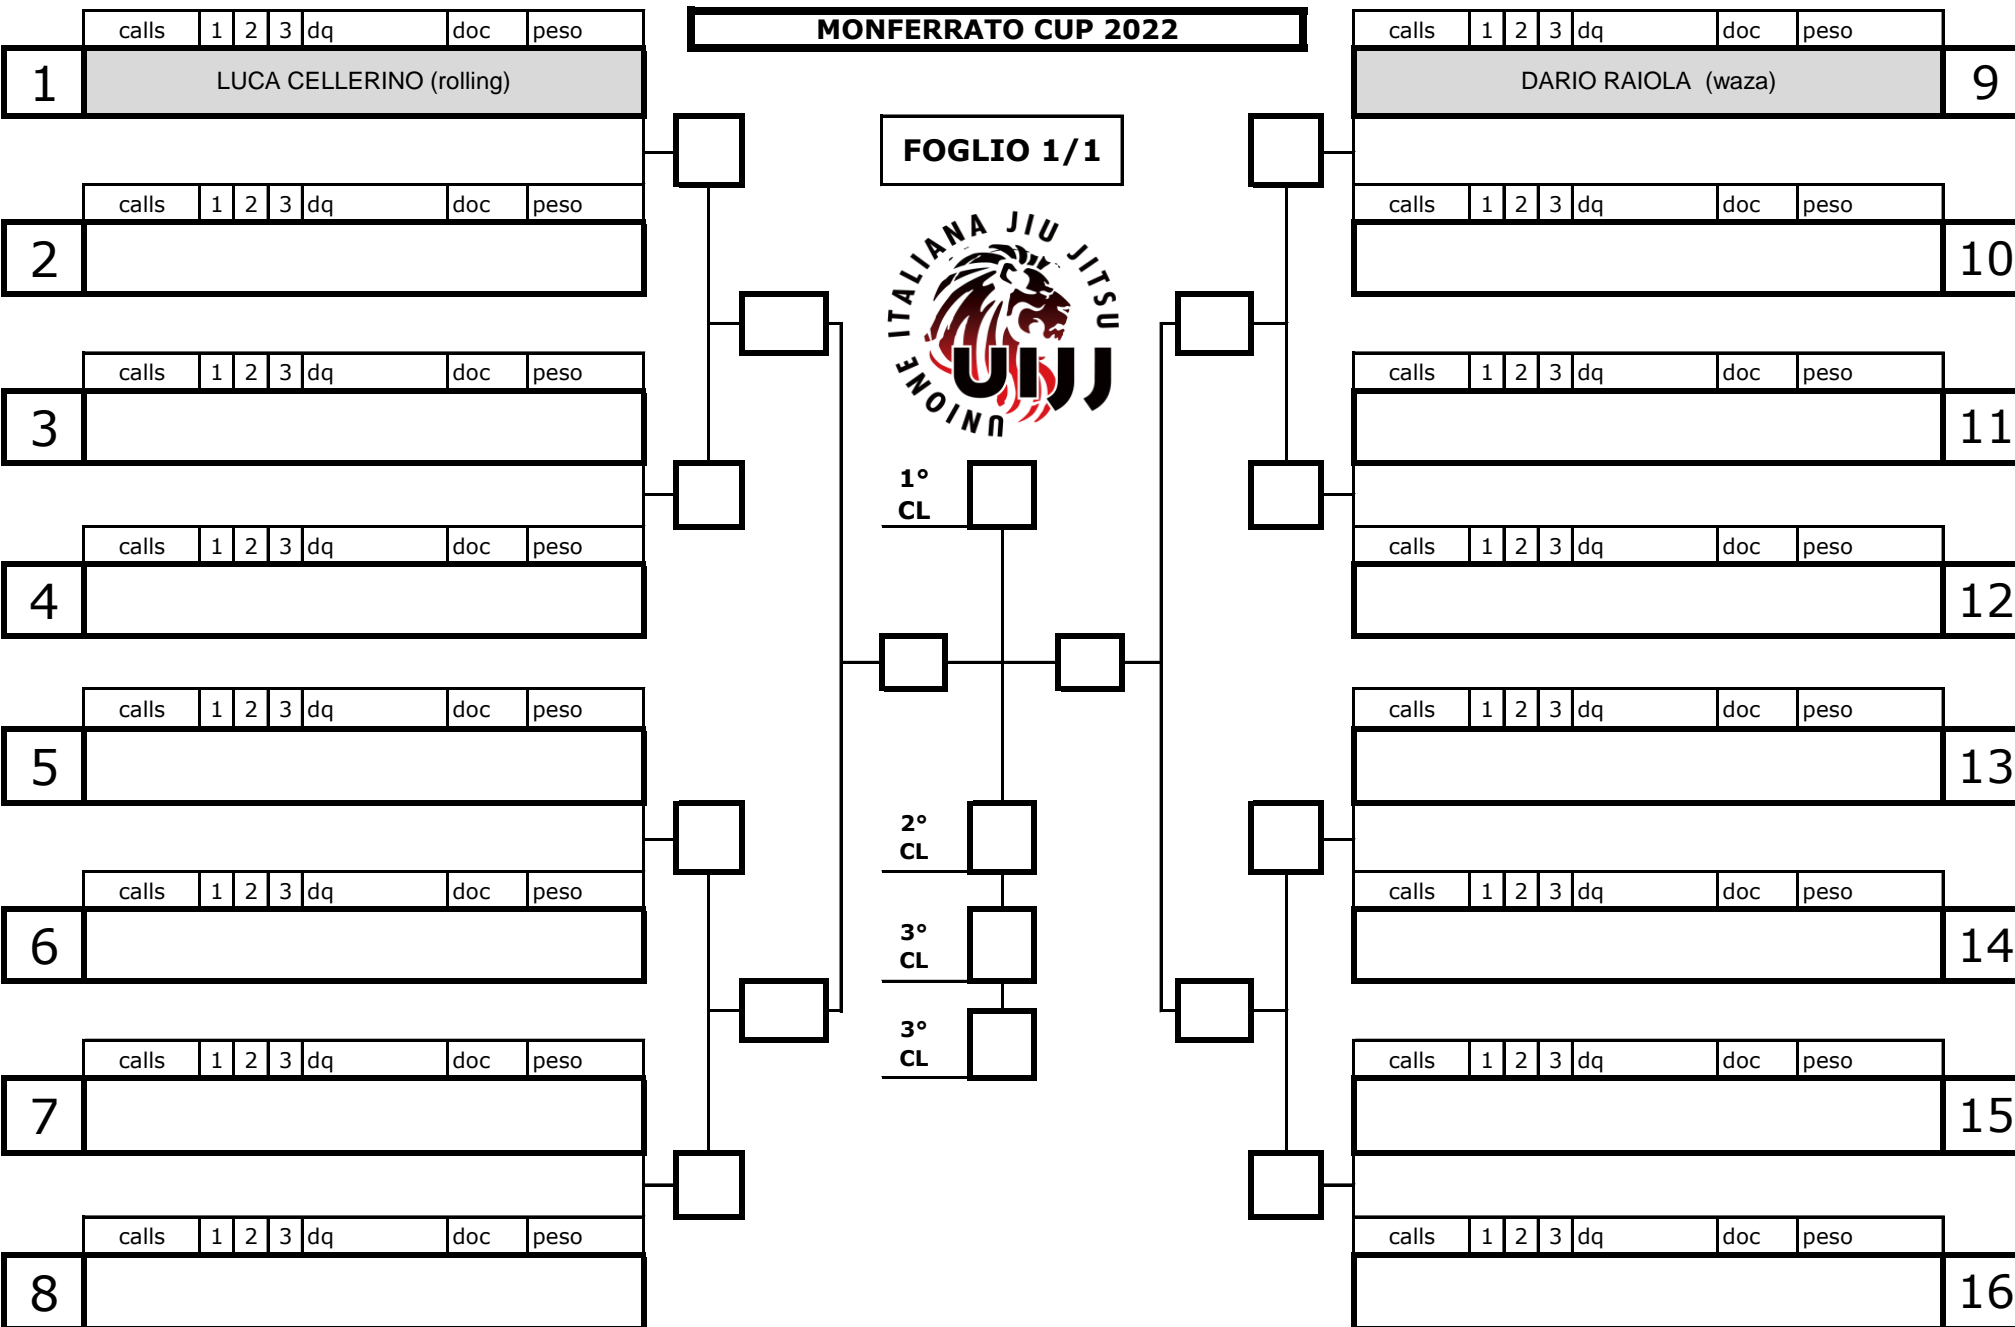 MONFERRATO CUP 2022
calls 1 2 3 dq doc peso
1 LUCA CELLERINO (rolling)
calls 1 2 3 dq doc peso
2
calls 1 2 3 dq doc peso
3
calls 1 2 3 dq doc peso
4
calls 1 2 3 dq doc peso
5
calls 1 2 3 dq doc peso
6
calls 1 2 3 dq doc peso
7
calls 1 2 3 dq doc peso
8
FOGLIO 1/1
UNIONE ITALIANA JIU JITSU
UIJJ
1°
CL
2°
CL
3°
CL
3°
CL
calls 1 2 3 dq doc peso
DARIO RAIOLA (waza) 9
calls 1 2 3 dq doc peso
10
calls 1 2 3 dq doc peso
11
calls 1 2 3 dq doc peso
12
calls 1 2 3 dq doc peso
13
calls 1 2 3 dq doc peso
14
calls 1 2 3 dq doc peso
15
calls 1 2 3 dq doc peso
16